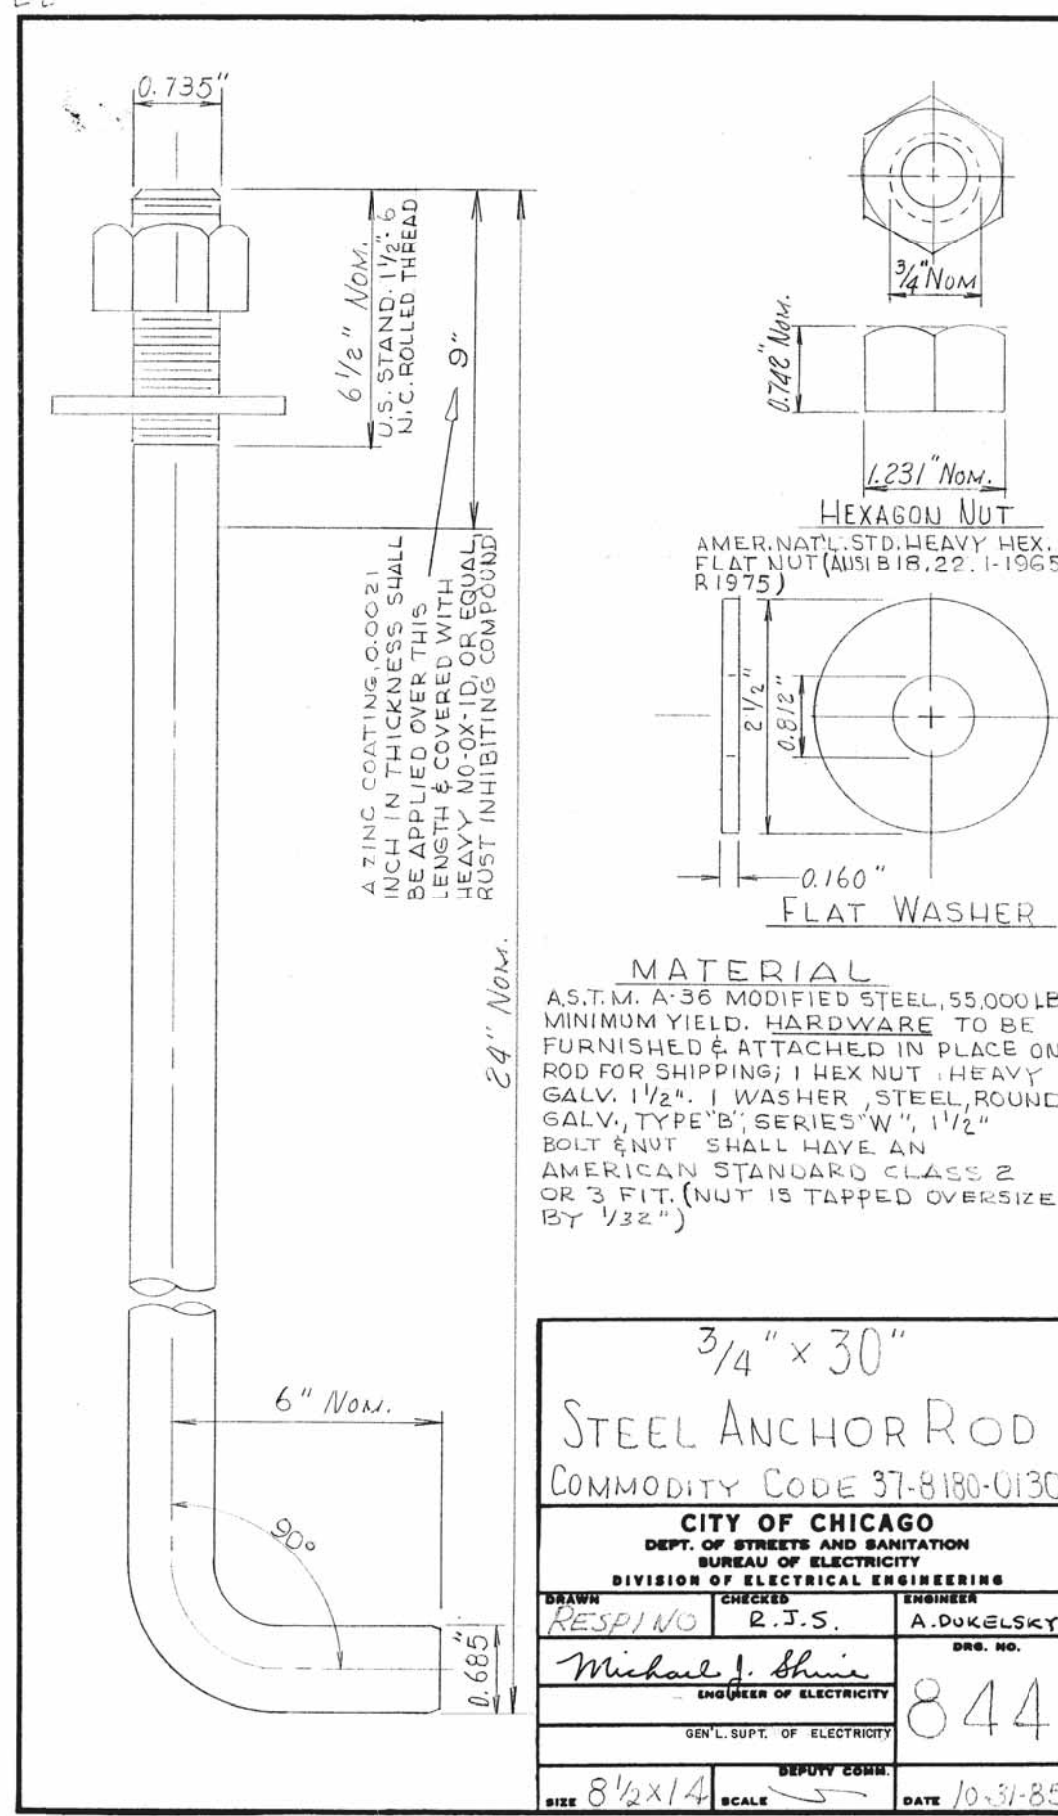 0.735"
6 1/2" NOM.
U.S. STAND. 1 1/2"-6
N.C. ROLLED THREAD
9"
A ZINC COATING, 0.0021
INCH IN THICKNESS SHALL
BE APPLIED OVER THIS
LENGTH & COVERED WITH
HEAVY NO-OX-ID, OR EQUAL,
RUST INHIBITING COMPOUND
24" NOM.
6" NOM.
90°
0.685"
3/4" NOM
0.742" NOM.
1.231" NOM.
HEXAGON NUT
AMER. NAT'L. STD. HEAVY HEX.
FLAT NUT (ANSI B18.22.1-1965
R1975)
2 1/2"
0.812"
0.160"
FLAT WASHER
MATERIAL
A.S.T.M. A-36 MODIFIED STEEL, 55,000 LB
MINIMUM YIELD. HARDWARE TO BE
FURNISHED & ATTACHED IN PLACE ON
ROD FOR SHIPPING; 1 HEX NUT, HEAVY
GALV. 1 1/2". 1 WASHER, STEEL, ROUND
GALV., TYPE "B", SERIES "W", 1 1/2"
BOLT & NUT SHALL HAVE AN
AMERICAN STANDARD CLASS 2
OR 3 FIT. (NUT IS TAPPED OVERSIZE
BY 1/32")
3/4" x 30"
STEEL ANCHOR ROD
COMMODITY CODE 37-8180-0130
CITY OF CHICAGO
DEPT. OF STREETS AND SANITATION
BUREAU OF ELECTRICITY
DIVISION OF ELECTRICAL ENGINEERING
DRAWN CHECKED ENGINEER
RESPINO R.J.S. A. DUKELSKY
Michael J. Shine
ENGINEER OF ELECTRICITY
DRG. NO.
844
GEN'L. SUPT. OF ELECTRICITY
DEPUTY COMM.
SIZE 8 1/2 x 14 SCALE DATE 10-31-85